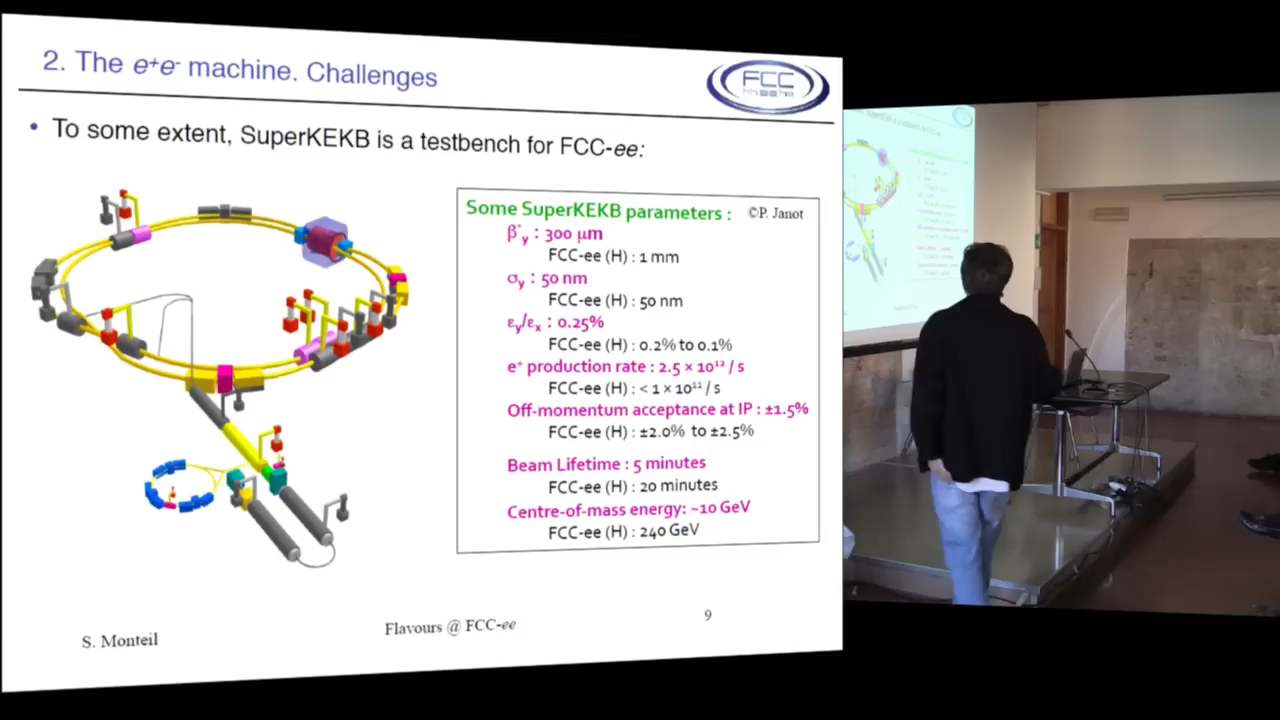 2. The e⁺e⁻ machine. Challenges
FCC
• To some extent, SuperKEKB is a testbench for FCC-ee:
Some SuperKEKB parameters : ©P. Janot
β*y : 300 μm
FCC-ee (H) : 1 mm
σy : 50 nm
FCC-ee (H) : 50 nm
εy/εx : 0.25%
FCC-ee (H) : 0.2% to 0.1%
e⁺ production rate : 2.5 × 10¹² / s
FCC-ee (H) : < 1 × 10¹¹ / s
Off-momentum acceptance at IP : ±1.5%
FCC-ee (H) : ±2.0% to ±2.5%
Beam Lifetime : 5 minutes
FCC-ee (H) : 20 minutes
Centre-of-mass energy: ~10 GeV
FCC-ee (H) : 240 GeV
S. Monteil
Flavours @ FCC-ee
9